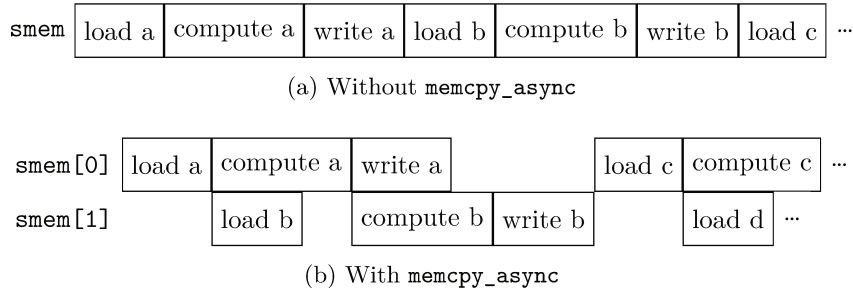 smem load a compute a write a load b compute b write b load c ...
(a) Without memcpy_async
smem[0] load a compute a write a load c compute c ...
smem[1] load b compute b write b load d ...
(b) With memcpy_async